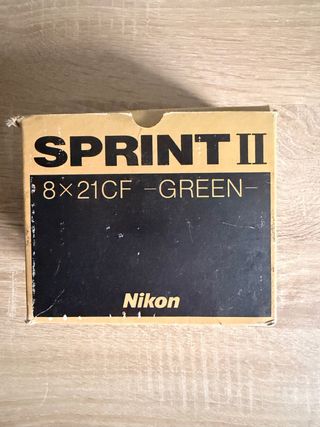 SPRINT II
8×21CF -GREEN-
Nikon